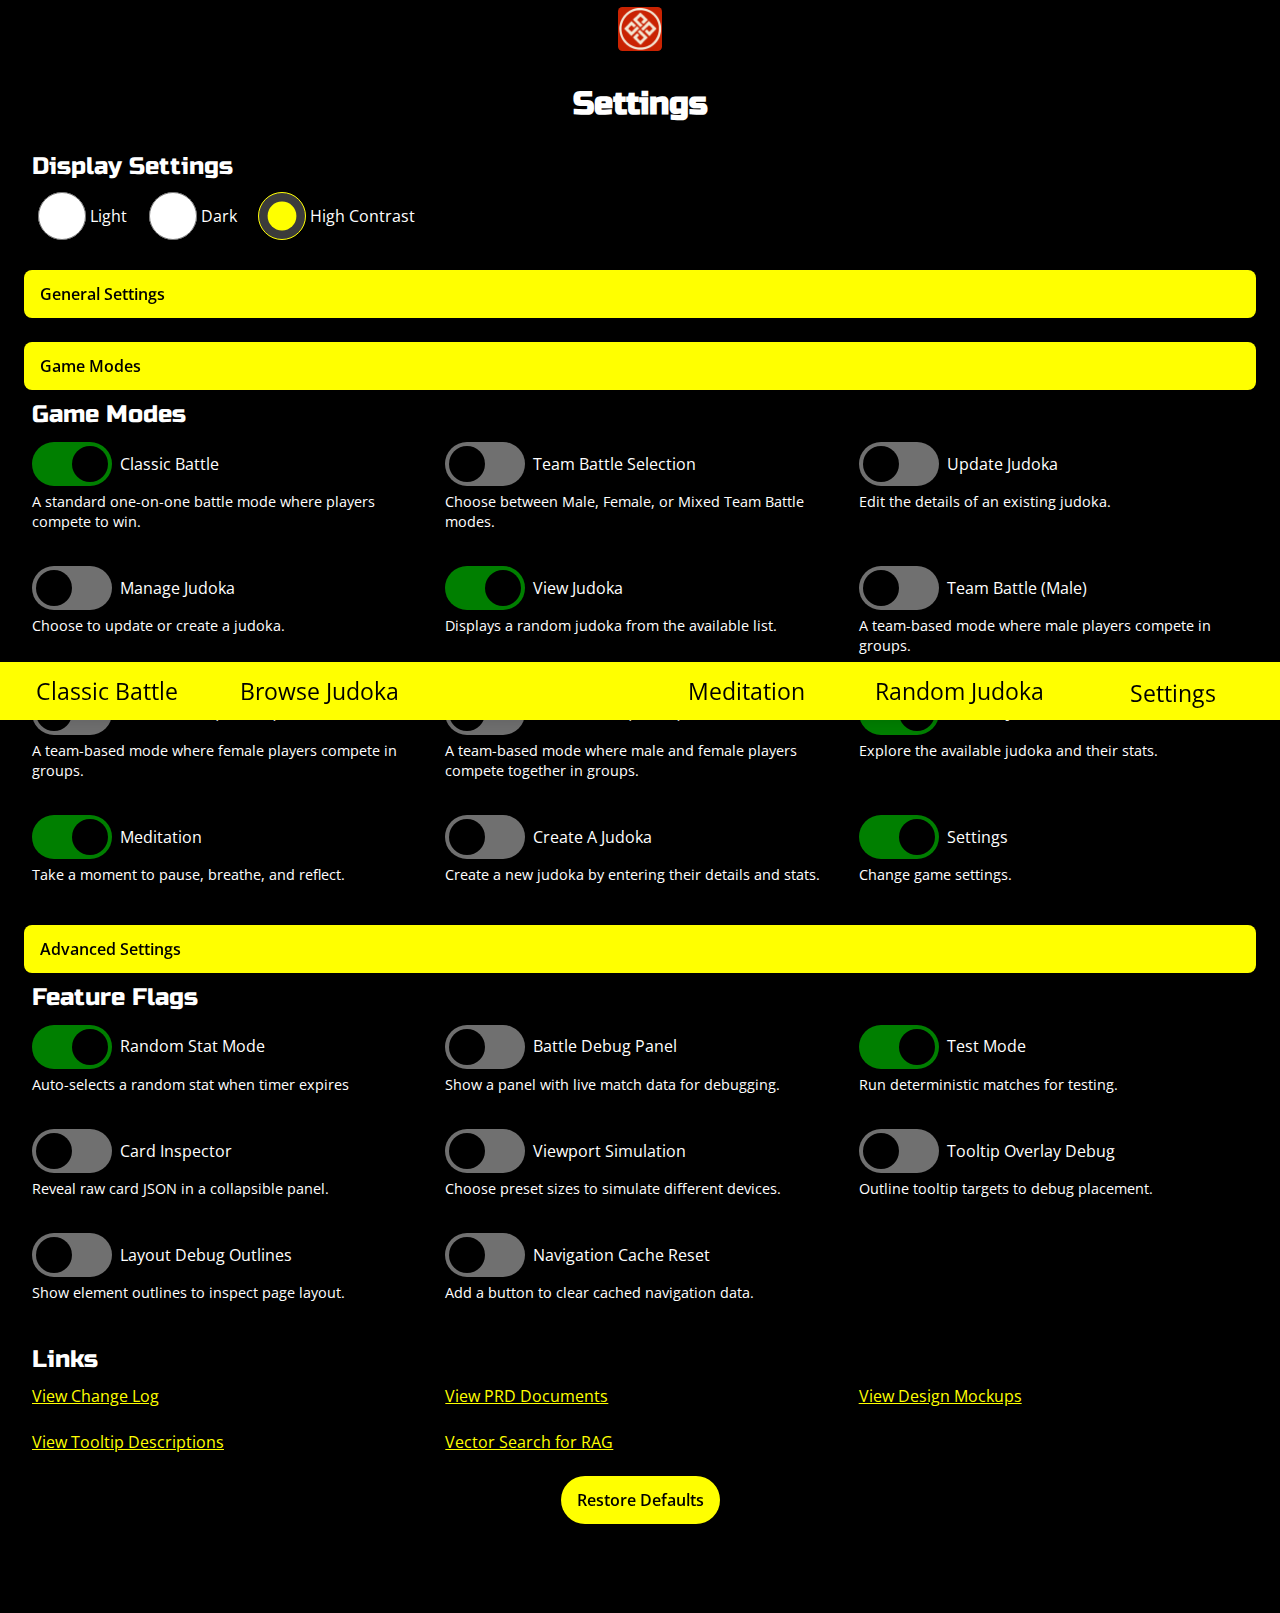 Settings
Display Settings
Light
Dark
High Contrast
General Settings
Game Modes
Game Modes
Classic Battle
Team Battle Selection
Update Judoka
A standard one-on-one battle mode where players
compete to win.
Choose between Male, Female, or Mixed Team Battle
modes.
Edit the details of an existing judoka.
Manage Judoka
View Judoka
Team Battle (Male)
Choose to update or create a judoka.
Displays a random judoka from the available list.
A team-based mode where male players compete in
groups.
Classic Battle
Browse Judoka
Meditation
Random Judoka
Settings
A team-based mode where female players compete in
groups.
A team-based mode where male and female players
compete together in groups.
Explore the available judoka and their stats.
Meditation
Create A Judoka
Settings
Take a moment to pause, breathe, and reflect.
Create a new judoka by entering their details and stats.
Change game settings.
Advanced Settings
Feature Flags
Random Stat Mode
Battle Debug Panel
Test Mode
Auto-selects a random stat when timer expires
Show a panel with live match data for debugging.
Run deterministic matches for testing.
Card Inspector
Viewport Simulation
Tooltip Overlay Debug
Reveal raw card JSON in a collapsible panel.
Choose preset sizes to simulate different devices.
Outline tooltip targets to debug placement.
Layout Debug Outlines
Navigation Cache Reset
Show element outlines to inspect page layout.
Add a button to clear cached navigation data.
Links
View Change Log
View PRD Documents
View Design Mockups
View Tooltip Descriptions
Vector Search for RAG
Restore Defaults